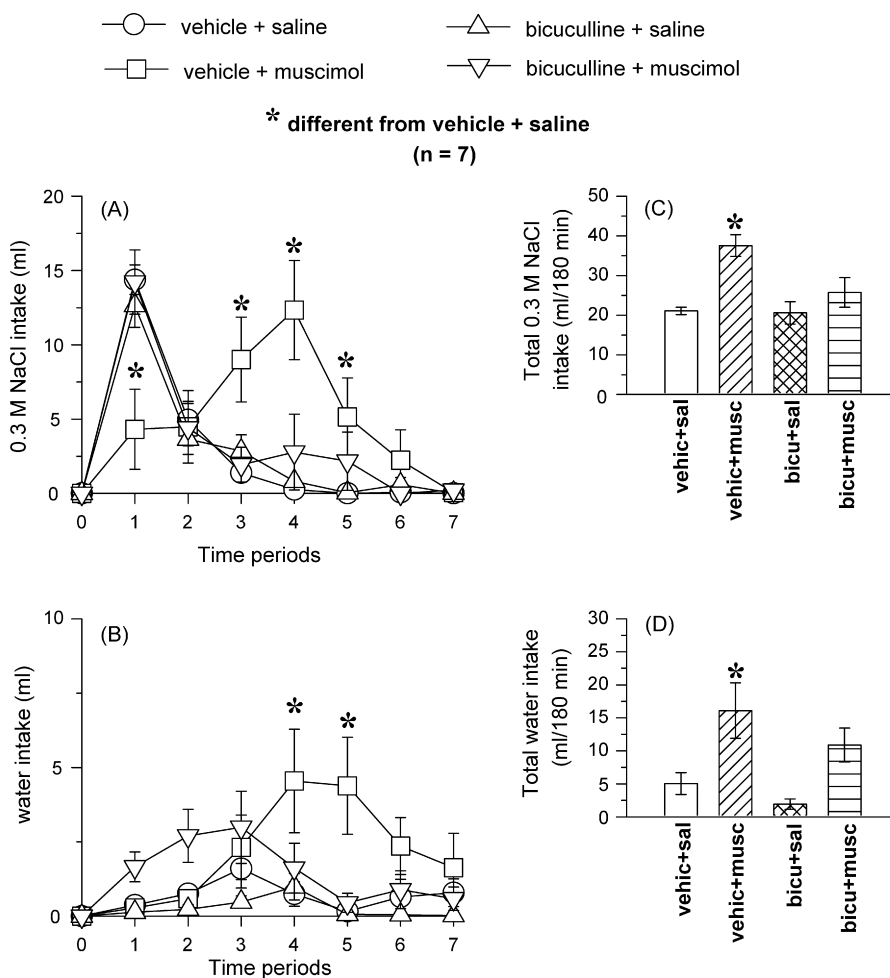 vehicle + saline
bicuculline + saline
vehicle + muscimol
bicuculline + muscimol
* different from vehicle + saline
(n = 7)
(A)
0.3 M NaCl intake (ml)
20
15
10
5
0
0 1 2 3 4 5 6 7
Time periods
* * * *
(C)
Total 0.3 M NaCl
intake (ml/180 min)
50
40
30
20
10
0
*
vehic+sal
vehic+musc
bicu+sal
bicu+musc
(B)
water intake (ml)
10
5
0
0 1 2 3 4 5 6 7
Time periods
* *
(D)
Total water intake
(ml/180 min)
30
25
20
15
10
5
0
*
vehic+sal
vehic+musc
bicu+sal
bicu+musc